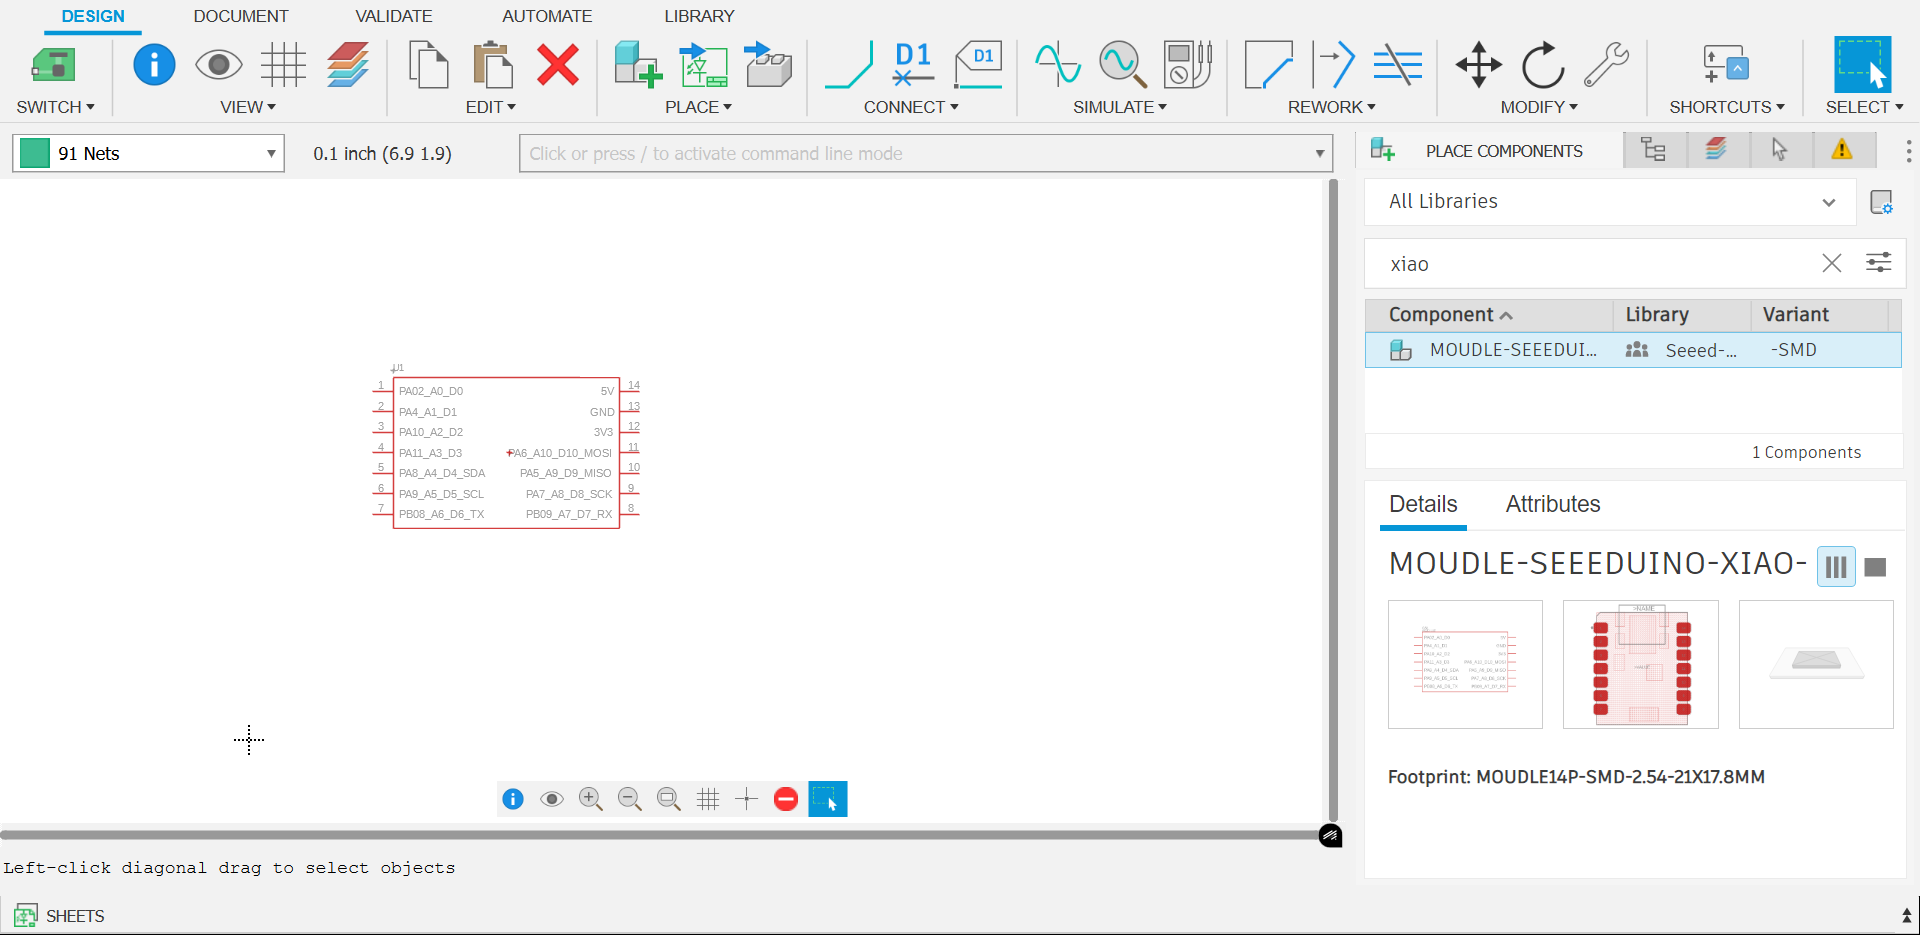 DESIGN DOCUMENT VALIDATE AUTOMATE LIBRARY
D1 D1
SWITCH VIEW EDIT PLACE CONNECT SIMULATE REWORK MODIFY SHORTCUTS SELECT
91 Nets 0.1 inch (6.9 1.9) Click or press / to activate command line mode
PLACE COMPONENTS
All Libraries
xiao
Component Library Variant
MOUDLE-SEEEDUI... Seeed-... -SMD
1 Components
Details Attributes
MOUDLE-SEEEDUINO-XIAO-
>NAME
Footprint: MOUDLE14P-SMD-2.54-21X17.8MM
U1
1 PA02_A0_D0 5V 14
2 PA4_A1_D1 GND 13
3 PA10_A2_D2 3V3 12
4 PA11_A3_D3 PA6_A10_D10_MOSI 11
5 PA8_A4_D4_SDA PA5_A9_D9_MISO 10
6 PA9_A5_D5_SCL PA7_A8_D8_SCK 9
7 PB08_A6_D6_TX PB09_A7_D7_RX 8
Left-click diagonal drag to select objects
SHEETS